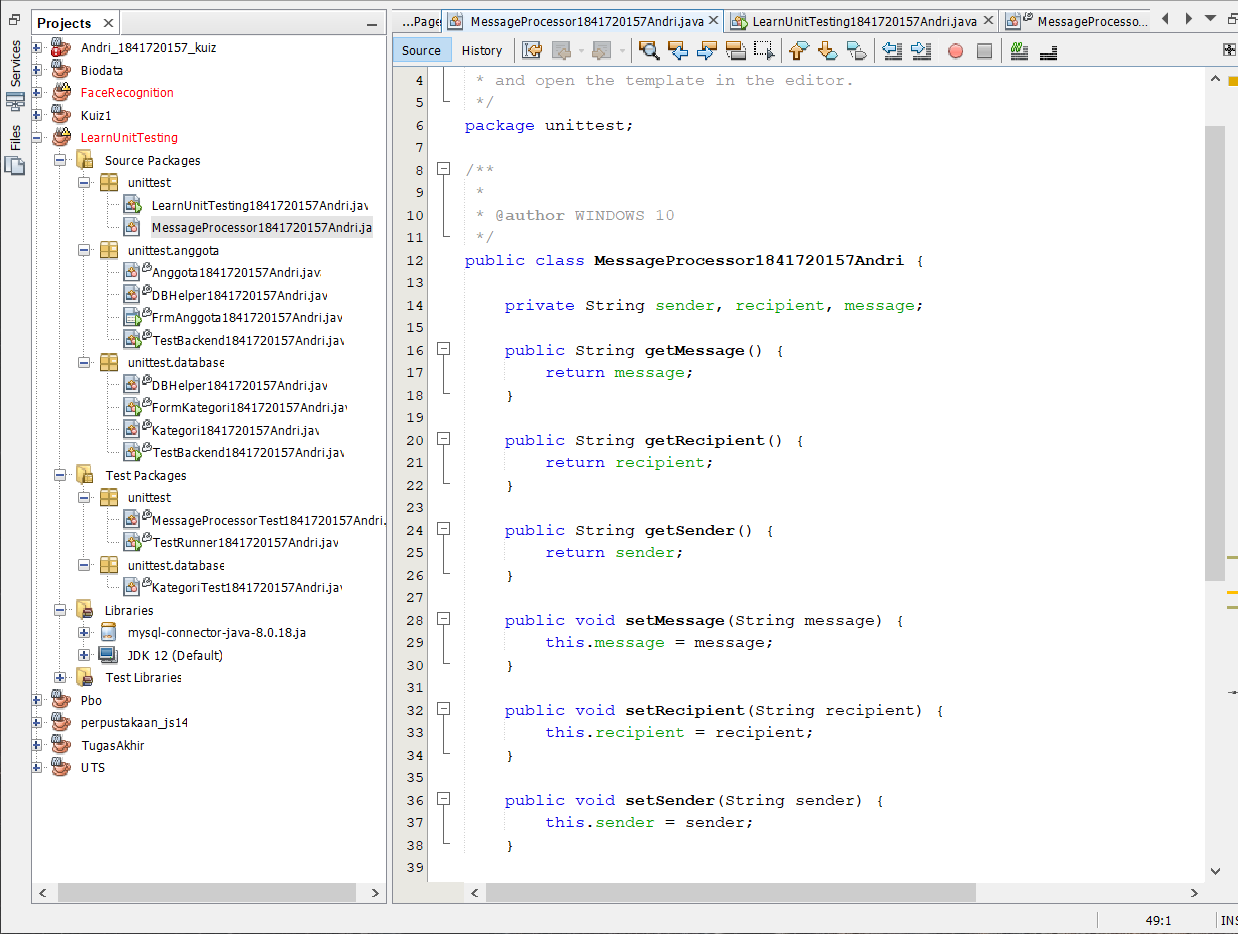 Projects
Services
Files
Andri_1841720157_kuiz
Biodata
FaceRecognition
Kuiz1
LearnUnitTesting
Source Packages
unittest
LearnUnitTesting1841720157Andri.jav
MessageProcessor1841720157Andri.ja
unittest.anggota
Anggota1841720157Andri.jav
DBHelper1841720157Andri.jav
FrmAnggota1841720157Andri.jav
TestBackend1841720157Andri.jav
unittest.database
DBHelper1841720157Andri.jav
FormKategori1841720157Andri.jav
Kategori1841720157Andri.jav
TestBackend1841720157Andri.jav
Test Packages
unittest
MessageProcessorTest1841720157Andri.
TestRunner1841720157Andri.jav
unittest.database
KategoriTest1841720157Andri.jav
Libraries
mysql-connector-java-8.0.18.ja
JDK 12 (Default)
Test Libraries
Pbo
perpustakaan_js14
TugasAkhir
UTS
...Page MessageProcessor1841720157Andri.java LearnUnitTesting1841720157Andri.java MessageProcesso...
Source History
4 * and open the template in the editor.
5 */
6 package unittest;
7
8 /**
9 *
10 * @author WINDOWS 10
11 */
12 public class MessageProcessor1841720157Andri {
13
14 private String sender, recipient, message;
15
16 public String getMessage() {
17 return message;
18 }
19
20 public String getRecipient() {
21 return recipient;
22 }
23
24 public String getSender() {
25 return sender;
26 }
27
28 public void setMessage(String message) {
29 this.message = message;
30 }
31
32 public void setRecipient(String recipient) {
33 this.recipient = recipient;
34 }
35
36 public void setSender(String sender) {
37 this.sender = sender;
38 }
39
49:1 INS